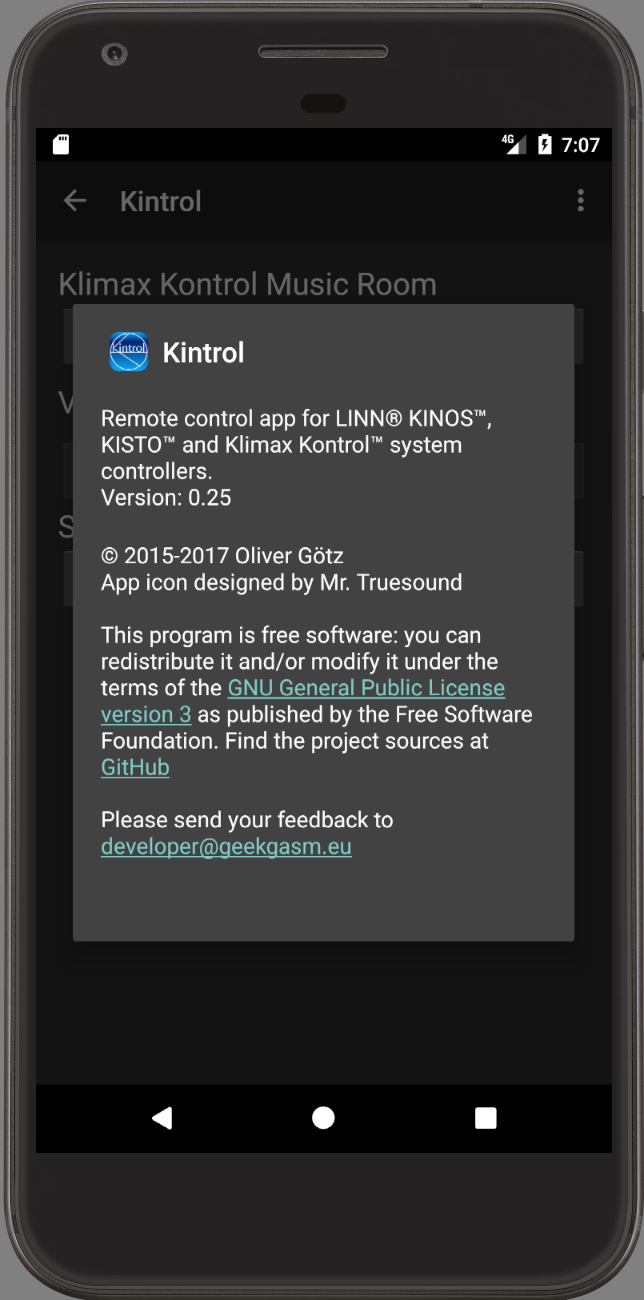 4G 7:07
Kintrol
Klimax Kontrol Music Room
Kintrol Kintrol
V
Remote control app for LINN® KINOS™,
KISTO™ and Klimax Kontrol™ system
controllers.
Version: 0.25
S
© 2015-2017 Oliver Götz
App icon designed by Mr. Truesound
This program is free software: you can
redistribute it and/or modify it under the
terms of the GNU General Public License
version 3 as published by the Free Software
Foundation. Find the project sources at
GitHub
Please send your feedback to
developer@geekgasm.eu